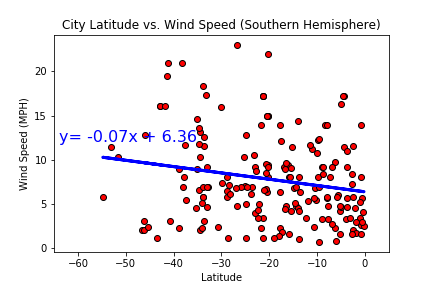 City Latitude vs. Wind Speed (Southern Hemisphere)
Wind Speed (MPH)
20
15
10
5
0
y= -0.07x + 6.36
−60 −50 −40 −30 −20 −10 0
Latitude